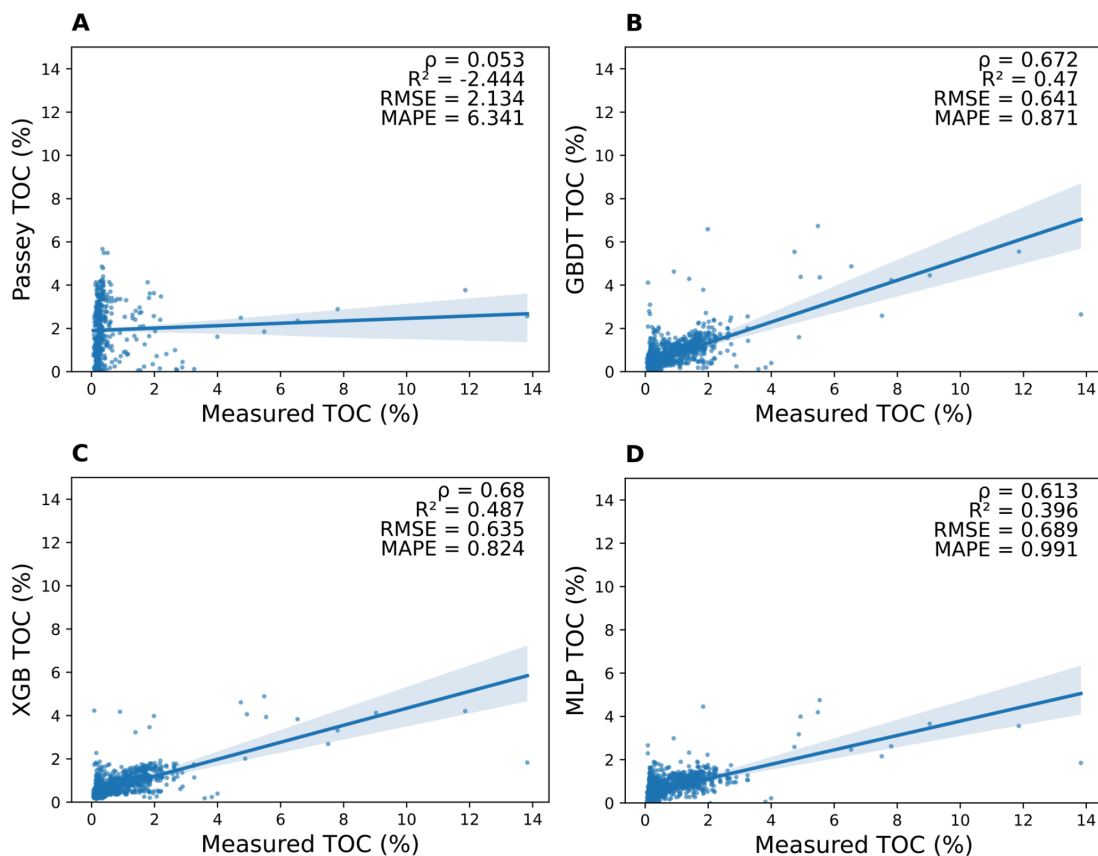 A
ρ = 0.053
R² = -2.444
RMSE = 2.134
MAPE = 6.341
14
12
10
8
6
4
2
0
Passey TOC (%)
0 2 4 6 8 10 12 14
Measured TOC (%)
B
ρ = 0.672
R² = 0.47
RMSE = 0.641
MAPE = 0.871
14
12
10
8
6
4
2
0
GBDT TOC (%)
0 2 4 6 8 10 12 14
Measured TOC (%)
C
ρ = 0.68
R² = 0.487
RMSE = 0.635
MAPE = 0.824
14
12
10
8
6
4
2
0
XGB TOC (%)
0 2 4 6 8 10 12 14
Measured TOC (%)
D
ρ = 0.613
R² = 0.396
RMSE = 0.689
MAPE = 0.991
14
12
10
8
6
4
2
0
MLP TOC (%)
0 2 4 6 8 10 12 14
Measured TOC (%)